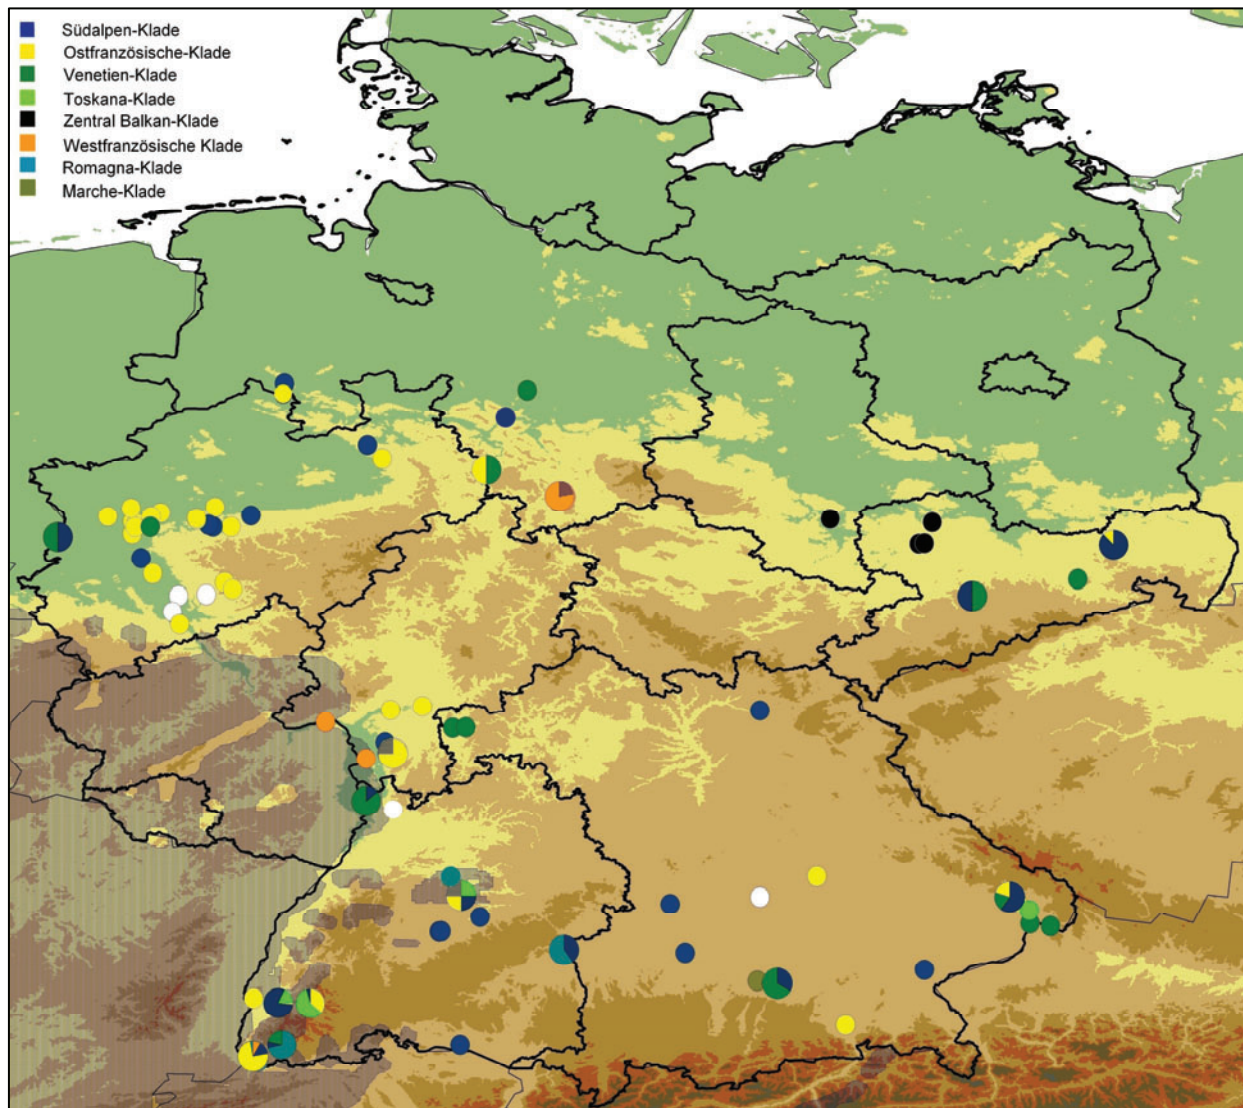 Südalpen-Klade
Ostfranzösische-Klade
Venetien-Klade
Toskana-Klade
Zentral Balkan-Klade
Westfranzösische Klade
Romagna-Klade
Marche-Klade